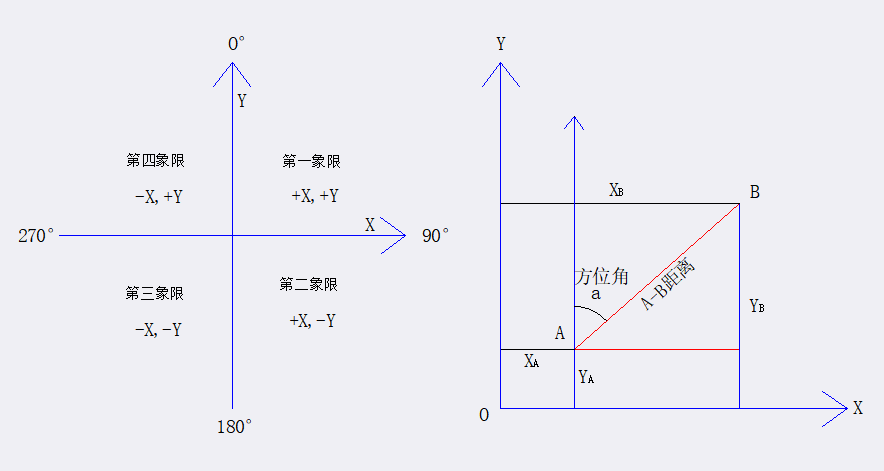 0°
Y
第四象限
第一象限
-X,+Y
+X,+Y
X
270°
90°
第三象限
第二象限
-X,-Y
+X,-Y
180°
Y
XB
B
方位角
a
A-B距离
A
YB
XA
YA
O
X